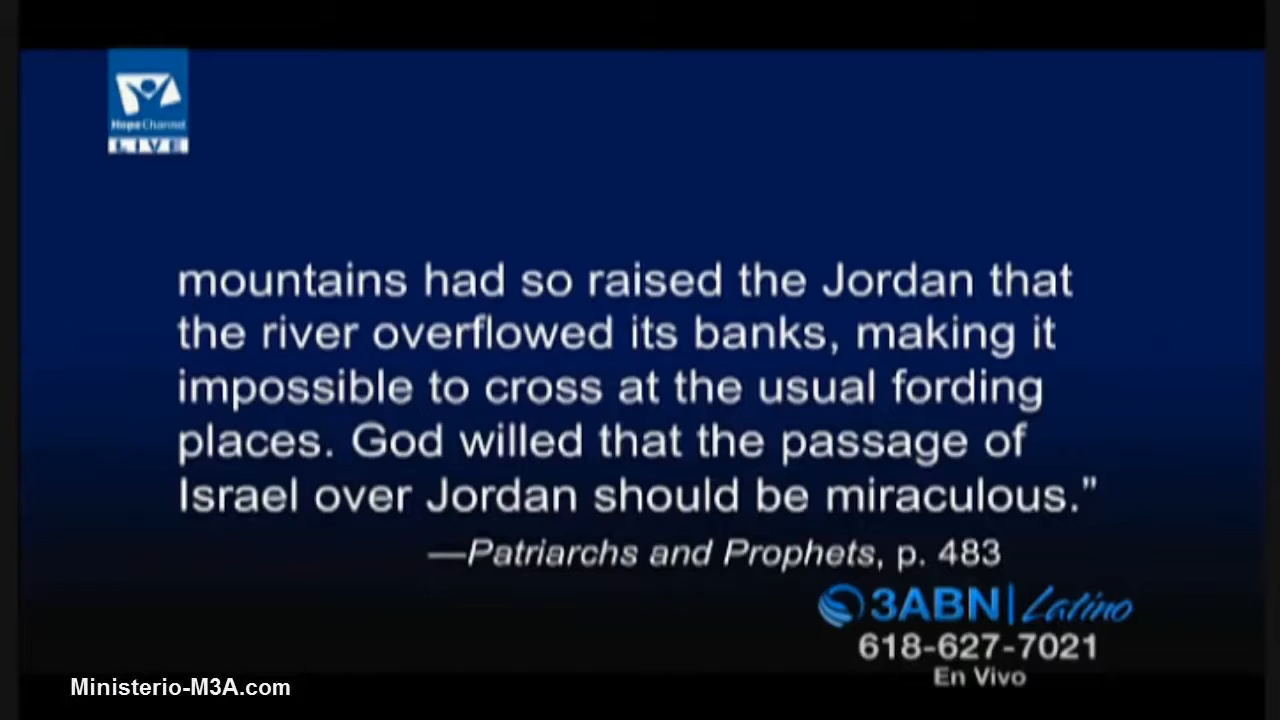 Hope Channel
LIVE
mountains had so raised the Jordan that
the river overflowed its banks, making it
impossible to cross at the usual fording
places. God willed that the passage of
Israel over Jordan should be miraculous.”
—Patriarchs and Prophets, p. 483
3ABN|Latino
618-627-7021
En Vivo
Ministerio-M3A.com